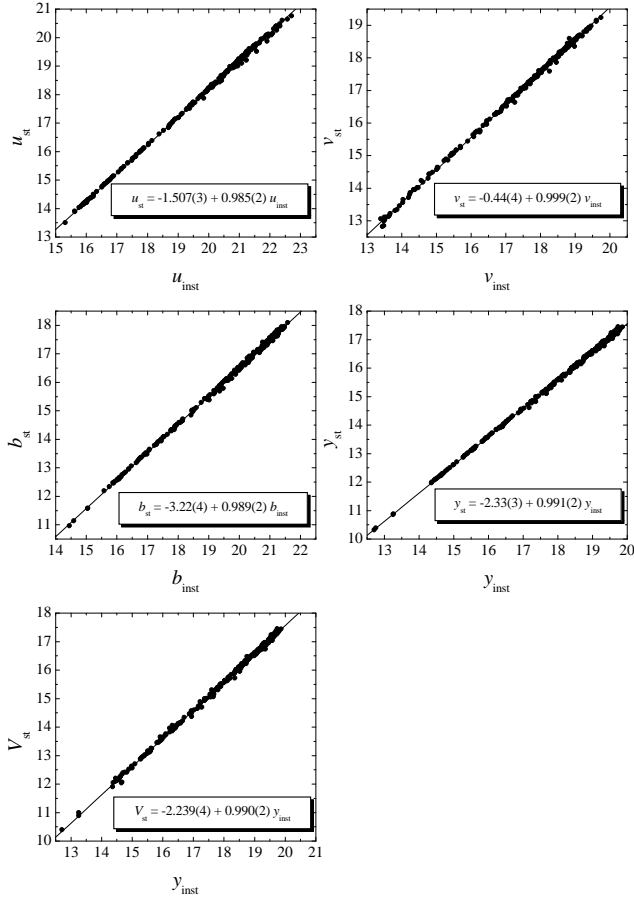 21
20
19
18
17
16
15
14
13
u_st
u_st = -1.507(3) + 0.985(2) u_inst
15 16 17 18 19 20 21 22 23
u_inst
19
18
17
16
15
14
13
v_st
v_st = -0.44(4) + 0.999(2) v_inst
13 14 15 16 17 18 19 20
v_inst
18
17
16
15
14
13
12
11
b_st
b_st = -3.22(4) + 0.989(2) b_inst
14 15 16 17 18 19 20 21 22
b_inst
18
17
16
15
14
13
12
11
10
y_st
y_st = -2.33(3) + 0.991(2) y_inst
13 14 15 16 17 18 19 20
y_inst
18
17
16
15
14
13
12
11
10
V_st
V_st = -2.239(4) + 0.990(2) y_inst
13 14 15 16 17 18 19 20 21
y_inst